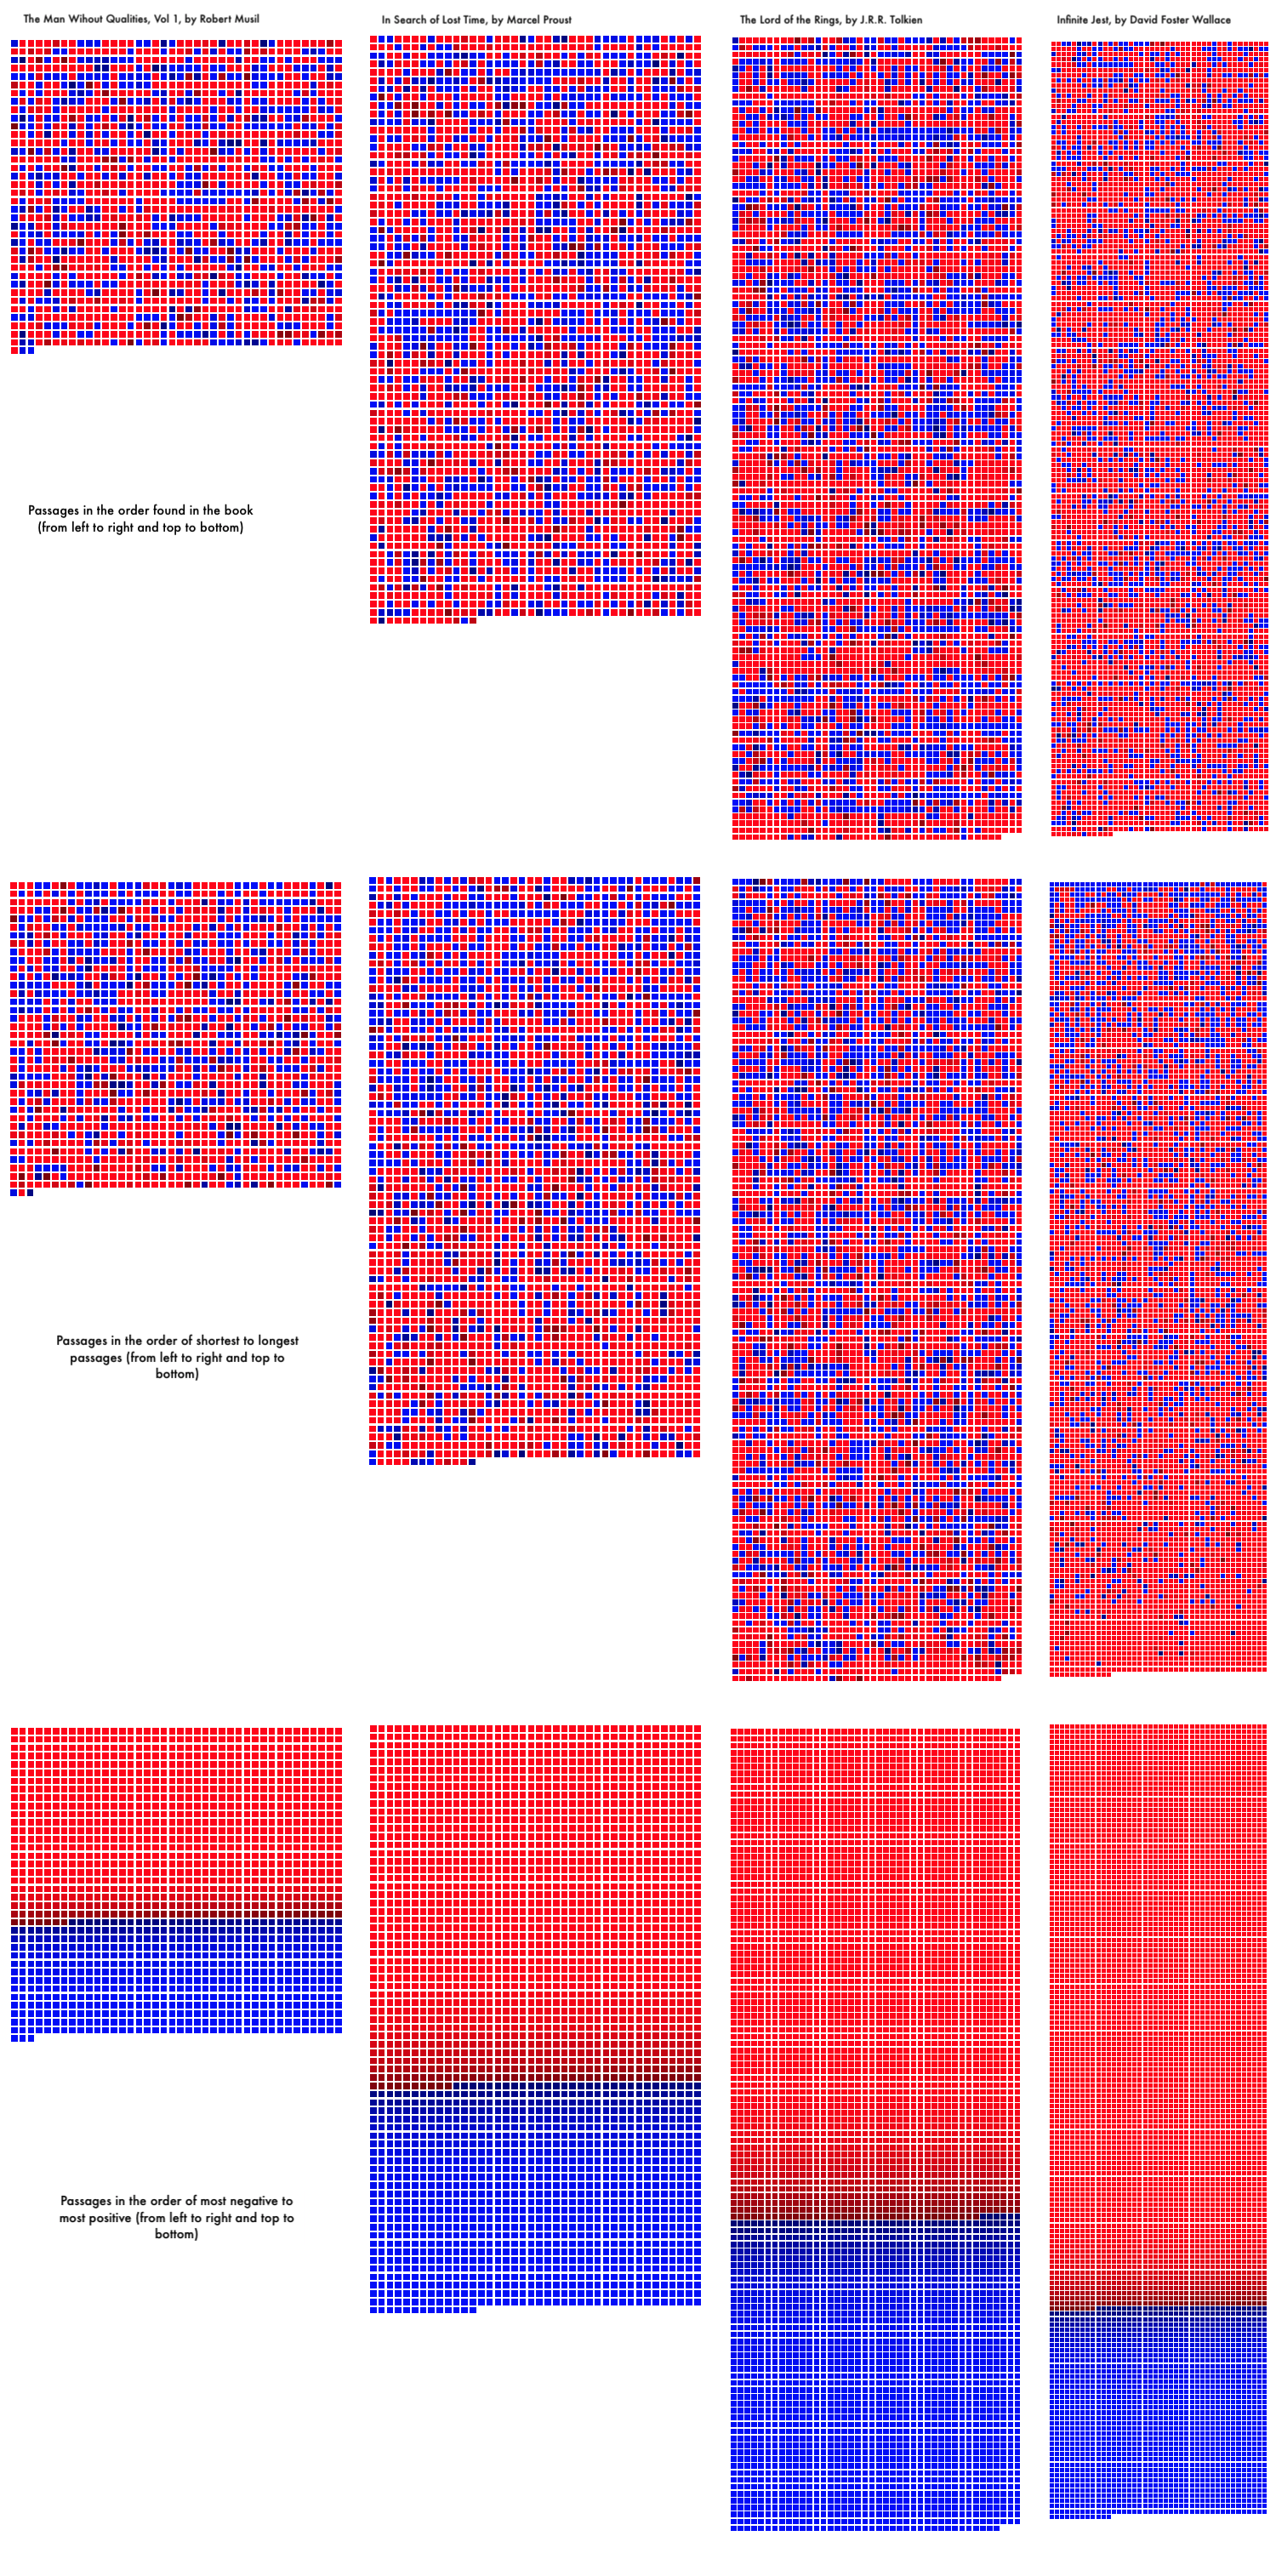 The Man Wihout Qualities, Vol 1, by Robert Musil
In Search of Lost Time, by Marcel Proust
The Lord of the Rings, by J.R.R. Tolkien
Infinite Jest, by David Foster Wallace
Passages in the order found in the book
(from left to right and top to bottom)
Passages in the order of shortest to longest
passages (from left to right and top to
bottom)
Passages in the order of most negative to
most positive (from left to right and top to
bottom)